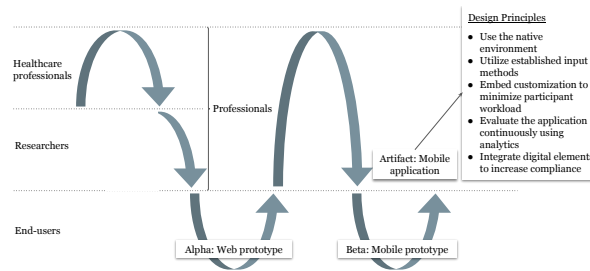 Design Principles
● Use the native
environment
● Utilize established input
methods
● Embed customization to
minimize participant
workload
● Evaluate the application
continuously using
analytics
● Integrate digital element
to increase compliance
Healthcare
professionals
Professionals
Researchers
Artifact: Mobile
application
End-users
Alpha: Web prototype
Beta: Mobile prototype